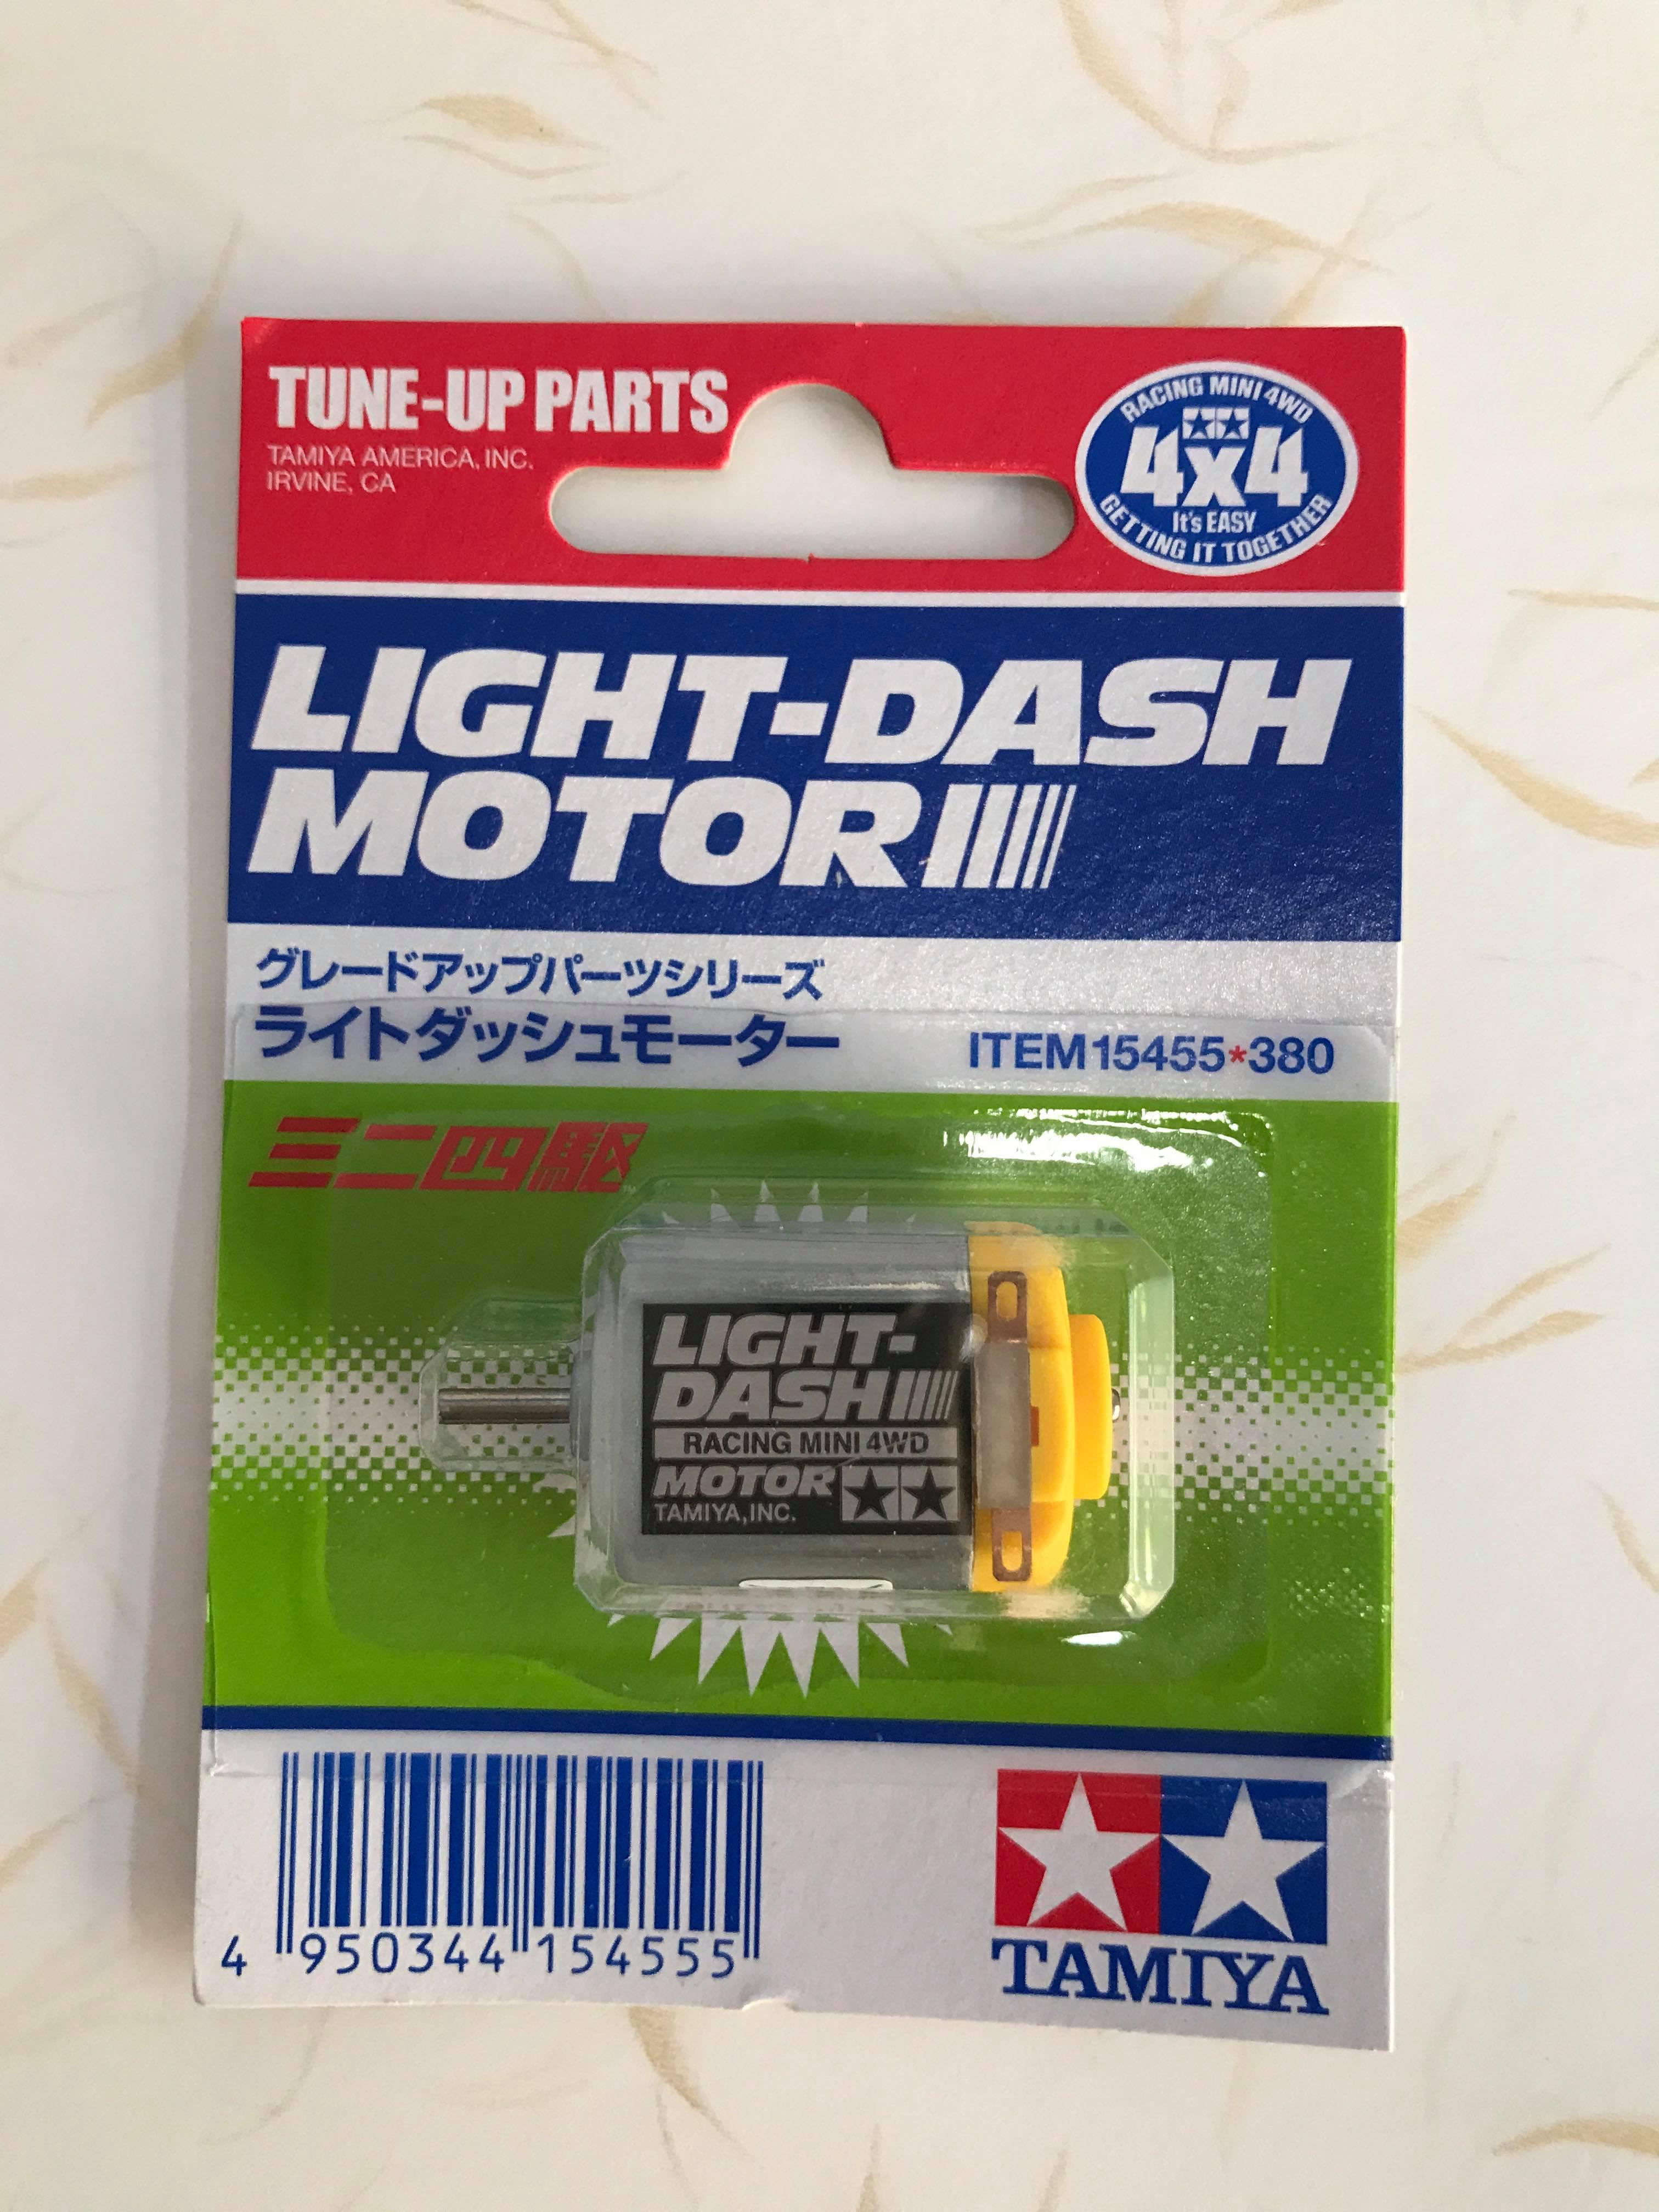 TUNE-UP PARTS
TAMIYA AMERICA, INC.
IRVINE, CA
RACING MINI 4WD
4x4
It's EASY
GETTING IT TOGETHER
LIGHT-DASH
MOTOR
グレードアップパーツシリーズ
ライトダッシュモーター
ITEM 15455*380
ミニ四駆
LIGHT-
DASH
RACING MINI 4WD
MOTOR
TAMIYA, INC.
4 950344 154555
TAMIYA